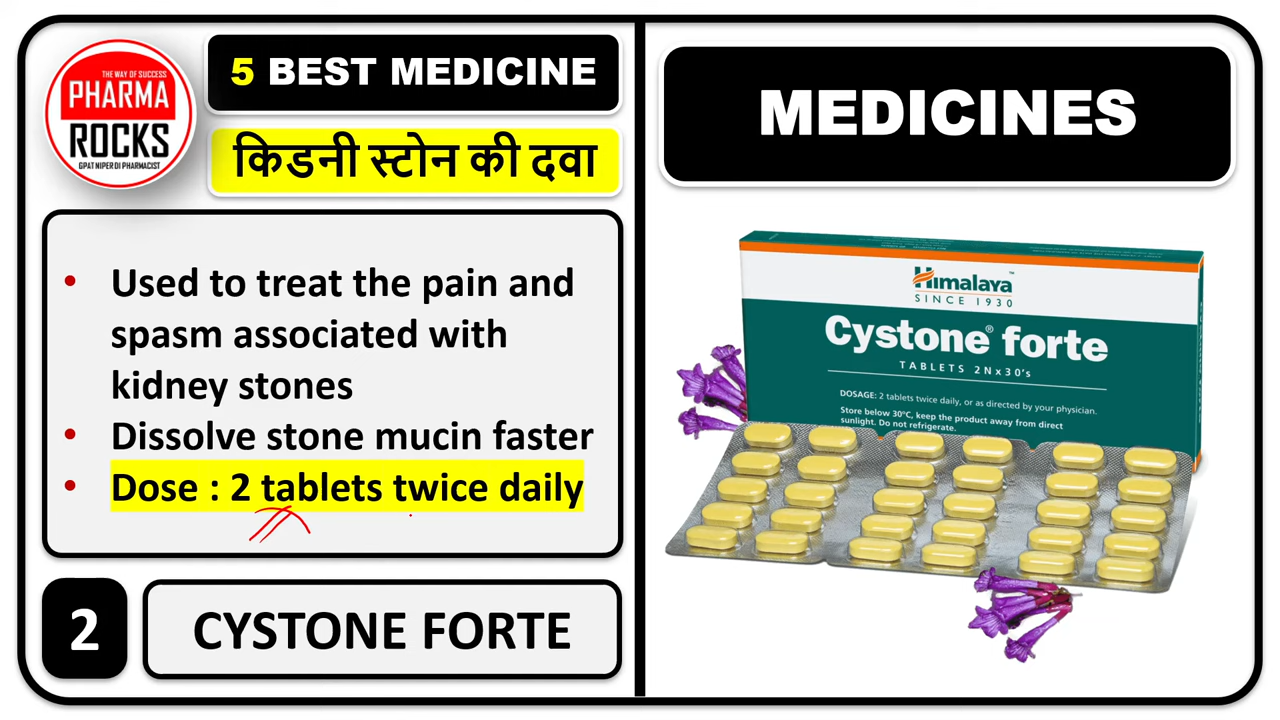 THE WAY OF SUCCESS
PHARMA
ROCKS
GPAT NIPER DI PHARMACIST
5 BEST MEDICINE
किडनी स्टोन की दवा
• Used to treat the pain and
spasm associated with
kidney stones
• Dissolve stone mucin faster
• Dose : 2 tablets twice daily
2
CYSTONE FORTE
MEDICINES
Himalaya™
SINCE 1930
Cystone® forte
TABLETS 2Nx30's
DOSAGE: 2 tablets twice daily, or as directed by your physician.
Store below 30°C, keep the product away from direct
sunlight. Do not refrigerate.